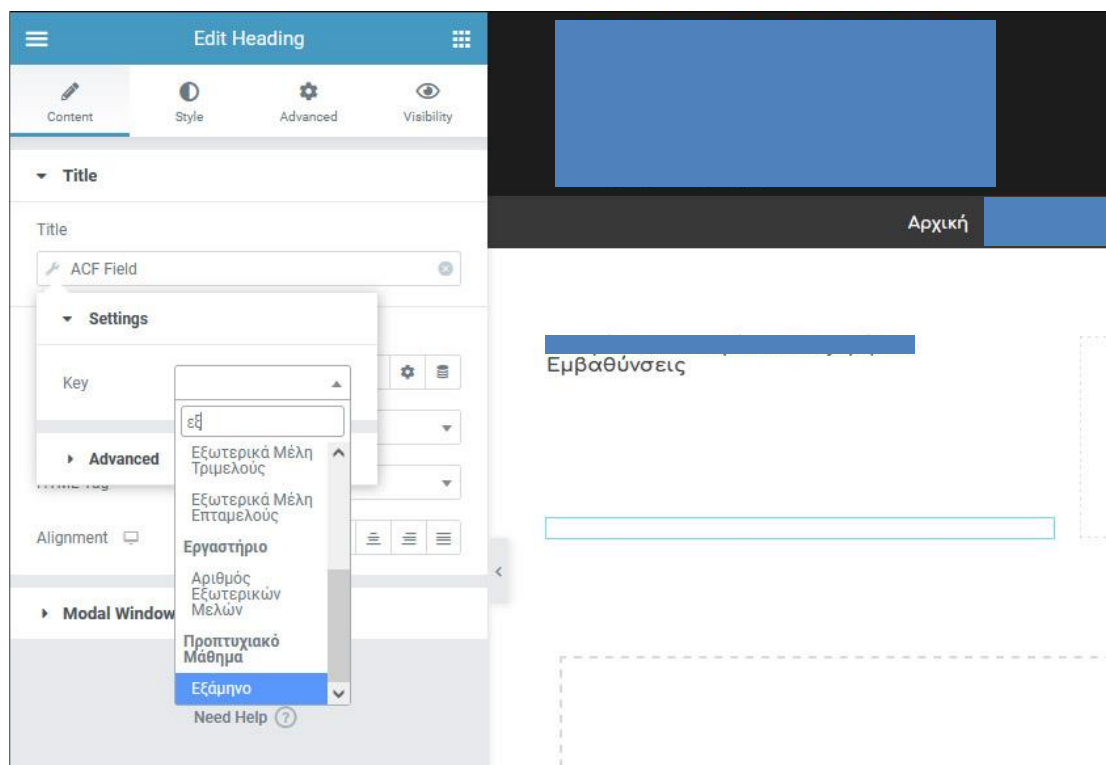 Edit Heading
Content
Style
Advanced
Visibility
Title
Title
ACF Field
Settings
Key
εξ
Advanced
Εξωτερικά Μέλη
Τριμελούς
Εξωτερικά Μέλη
Επταμελούς
Εργαστήριο
Αριθμός
Εξωτερικών
Μελών
Προπτυχιακό
Μάθημα
Εξάμηνο
Alignment
Modal Window
Need Help ?
Αρχική
Εμβαθύνσεις